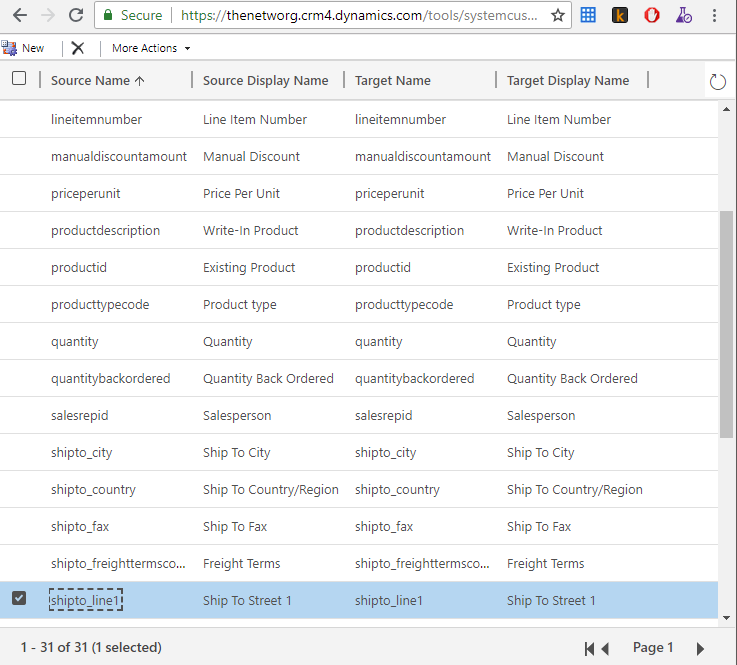 Secure https://thenetworg.crm4.dynamics.com/tools/systemcus...
New More Actions
Source Name Source Display Name Target Name Target Display Name
lineitemnumber Line Item Number lineitemnumber Line Item Number
manualdiscountamount Manual Discount manualdiscountamount Manual Discount
priceperunit Price Per Unit priceperunit Price Per Unit
productdescription Write-In Product productdescription Write-In Product
productid Existing Product productid Existing Product
producttypecode Product type producttypecode Product type
quantity Quantity quantity Quantity
quantitybackordered Quantity Back Ordered quantitybackordered Quantity Back Ordered
salesrepid Salesperson salesrepid Salesperson
shipto_city Ship To City shipto_city Ship To City
shipto_country Ship To Country/Region shipto_country Ship To Country/Region
shipto_fax Ship To Fax shipto_fax Ship To Fax
shipto_freighttermsco... Freight Terms shipto_freighttermsco... Freight Terms
shipto_line1 Ship To Street 1 shipto_line1 Ship To Street 1
1 - 31 of 31 (1 selected) Page 1